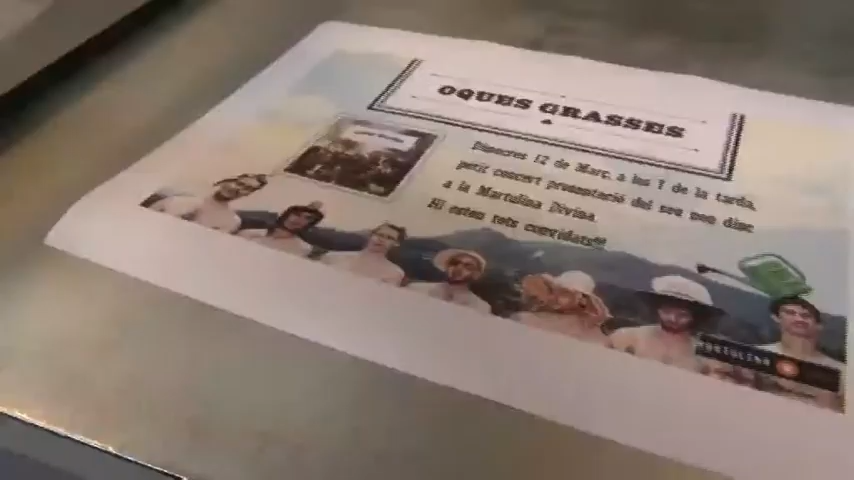 OQUES GRASSES
Dimecres 12 de Març, a les 7 de la tarda,
petit concert presentació del seu nou disc
a la Martulina Divina.
Hi esteu tots convidats!!
MARTULINA